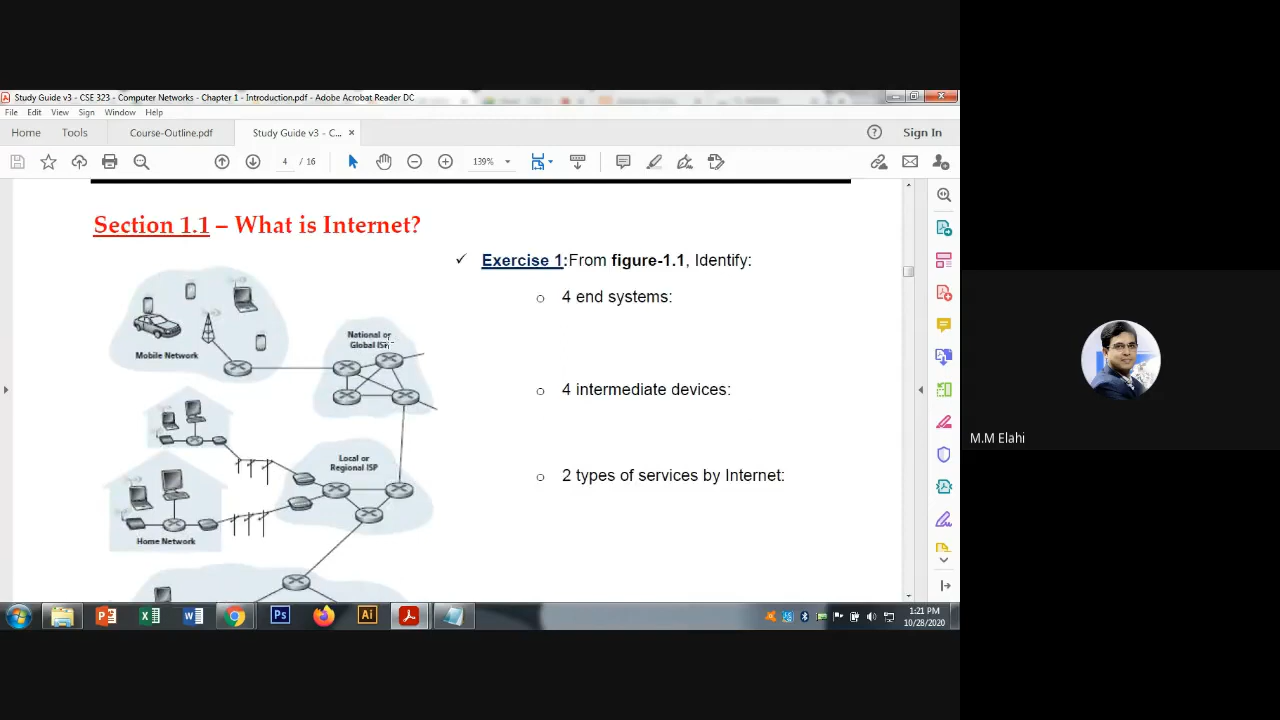 Study Guide v3 - CSE 323 - Computer Networks - Chapter 1 - Introduction.pdf - Adobe Acrobat Reader DC
File Edit View Sign Window Help
Home Tools Course-Outline.pdf Study Guide v3 - C... × Sign In
4 / 16 139%
Section 1.1 – What is Internet?
✓ Exercise 1:From figure-1.1, Identify:
o 4 end systems:
National or
Global ISP
Mobile Network
o 4 intermediate devices:
M.M Elahi
Local or
Regional ISP
o 2 types of services by Internet:
Home Network
1:21 PM
10/28/2020